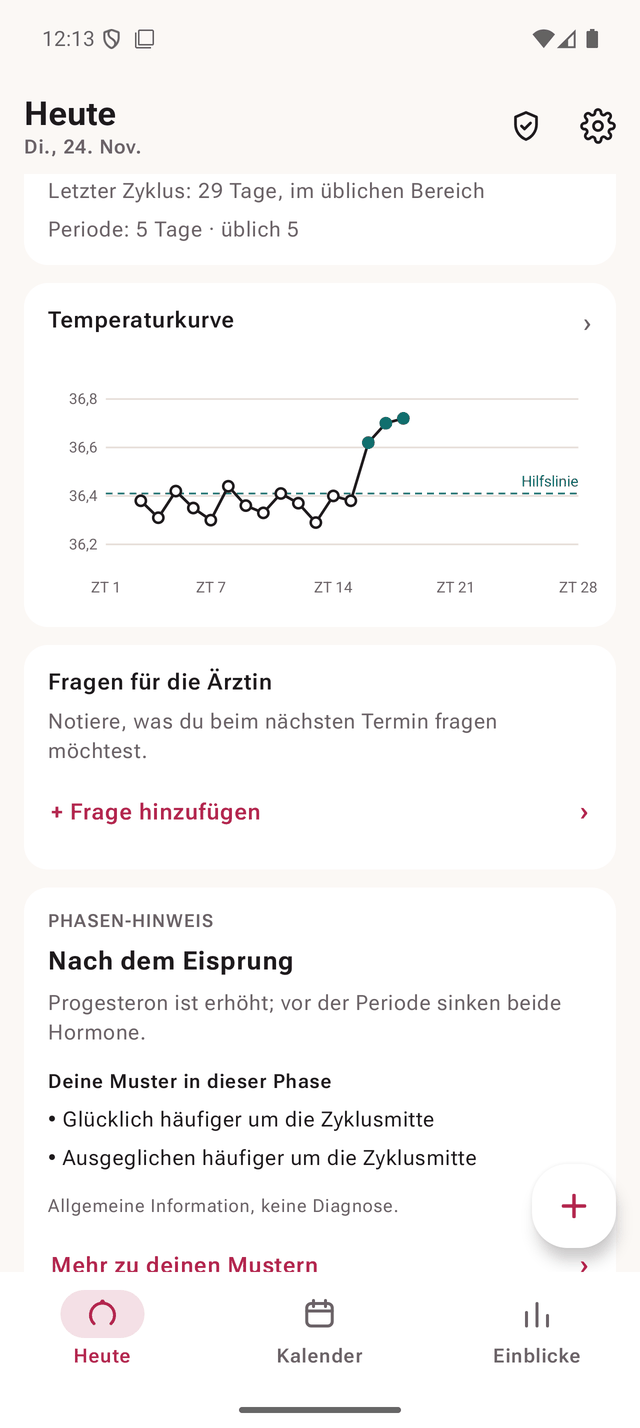 12:13
Heute
Di., 24. Nov.
Letzter Zyklus: 29 Tage, im üblichen Bereich
Periode: 5 Tage · üblich 5
Temperaturkurve
36,8
36,6
Hilfslinie
36,4
36,2
ZT 1 ZT 7 ZT 14 ZT 21 ZT 28
Fragen für die Ärztin
Notiere, was du beim nächsten Termin fragen
möchtest.
+ Frage hinzufügen
PHASEN-HINWEIS
Nach dem Eisprung
Progesteron ist erhöht; vor der Periode sinken beide
Hormone.
Deine Muster in dieser Phase
• Glücklich häufiger um die Zyklusmitte
• Ausgeglichen häufiger um die Zyklusmitte
Allgemeine Information, keine Diagnose.
Mehr zu deinen Mustern
Heute Kalender Einblicke